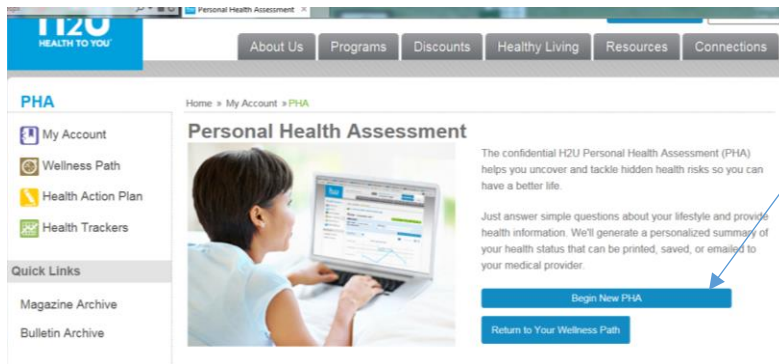 Personal Health Assessment
H2U
HEALTH TO YOU
About Us Programs Discounts Healthy Living Resources Connections
PHA
Home » My Account » PHA
My Account
Wellness Path
Health Action Plan
Health Trackers
Quick Links
Magazine Archive
Bulletin Archive
Personal Health Assessment
The confidential H2U Personal Health Assessment (PHA)
helps you uncover and tackle hidden health risks so you can
have a better life.
Just answer simple questions about your lifestyle and provide
health information. We'll generate a personalized summary of
your health status that can be printed, saved, or emailed to
your medical provider.
Begin New PHA
Return to Your Wellness Path